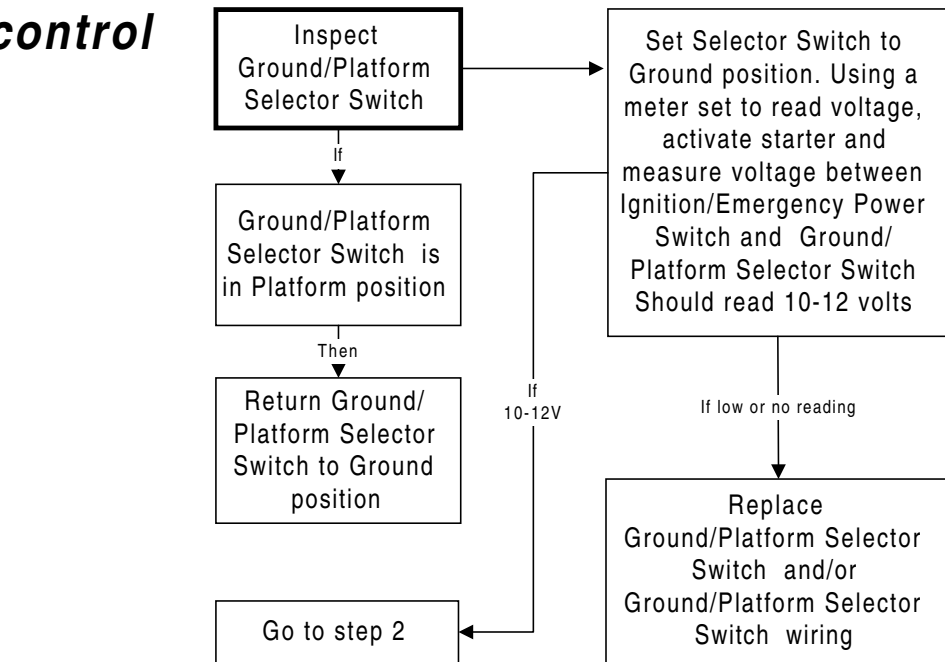 control
Inspect
Ground/Platform
Selector Switch
If
Ground/Platform
Selector Switch is
in Platform position
Then
Return Ground/
Platform Selector
Switch to Ground
position
Set Selector Switch to
Ground position. Using a
meter set to read voltage,
activate starter and
measure voltage between
Ignition/Emergency Power
Switch and Ground/
Platform Selector Switch
Should read 10-12 volts
If
10-12V
Go to step 2
If low or no reading
Replace
Ground/Platform Selector
Switch and/or
Ground/Platform Selector
Switch wiring